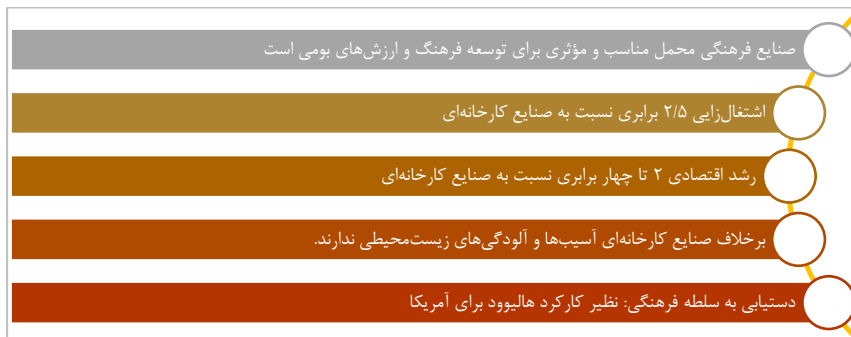 صنایع فرهنگی محمل مناسب و مؤثری برای توسعه فرهنگ و ارزش‌های بومی است
اشتغال‌زایی ۲/۵ برابری نسبت به صنایع کارخانه‌ای
رشد اقتصادی ۲ تا چهار برابری نسبت به صنایع کارخانه‌ای
برخلاف صنایع کارخانه‌ای آسیب‌ها و آلودگی‌های زیست‌محیطی ندارند.
دستیابی به سلطه فرهنگی: نظیر کارکرد هالیوود برای آمریکا